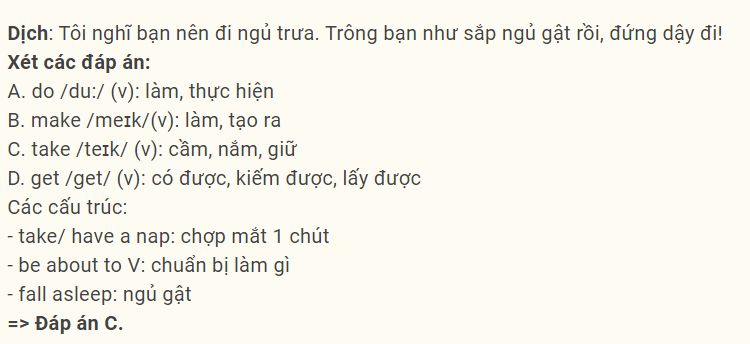 Dịch: Tôi nghĩ bạn nên đi ngủ trưa. Trông bạn như sắp ngủ gật rồi, đứng dậy đi!
Xét các đáp án:
A. do /du:/ (v): làm, thực hiện
B. make /meɪk/(v): làm, tạo ra
C. take /teɪk/ (v): cầm, nắm, giữ
D. get /get/ (v): có được, kiếm được, lấy được
Các cấu trúc:
- take/ have a nap: chợp mắt 1 chút
- be about to V: chuẩn bị làm gì
- fall asleep: ngủ gật
=> Đáp án C.